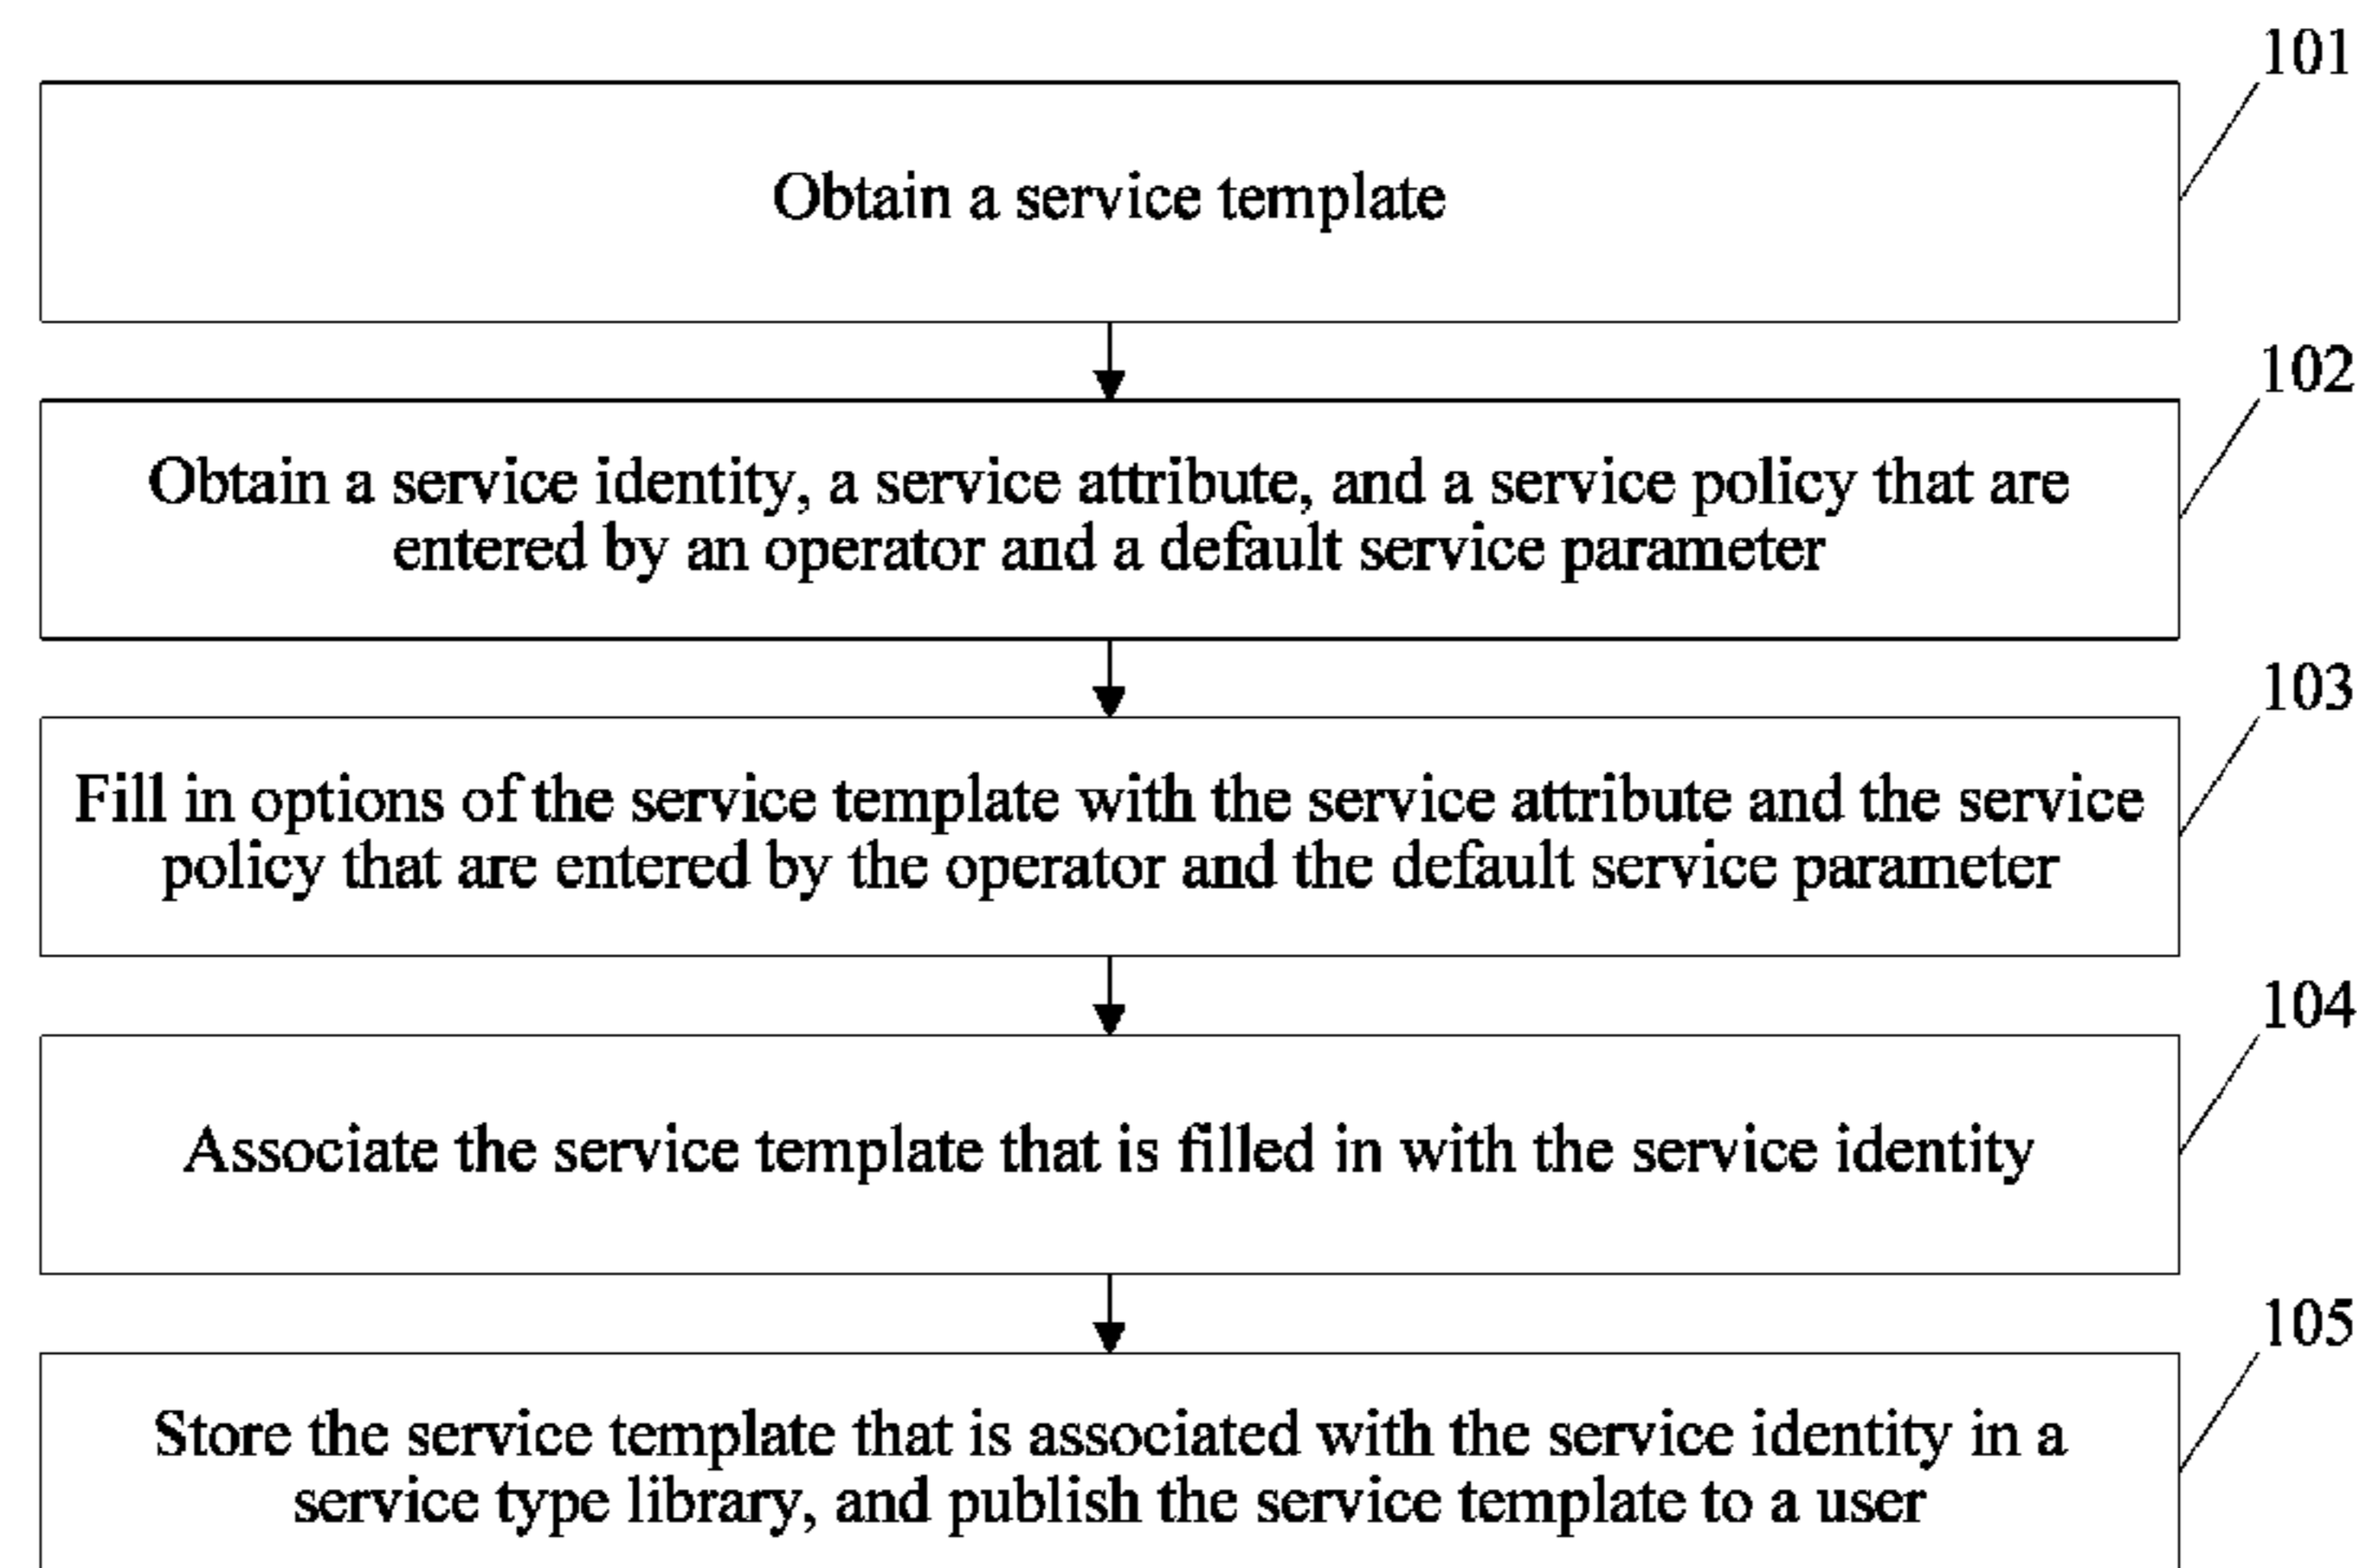 101
Obtain a service template
102
Obtain a service identity, a service attribute, and a service policy that are
entered by an operator and a default service parameter
103
Fill in options of the service template with the service attribute and the service
policy that are entered by the operator and the default service parameter
104
Associate the service template that is filled in with the service identity
105
Store the service template that is associated with the service identity in a
service type library, and publish the service template to a user